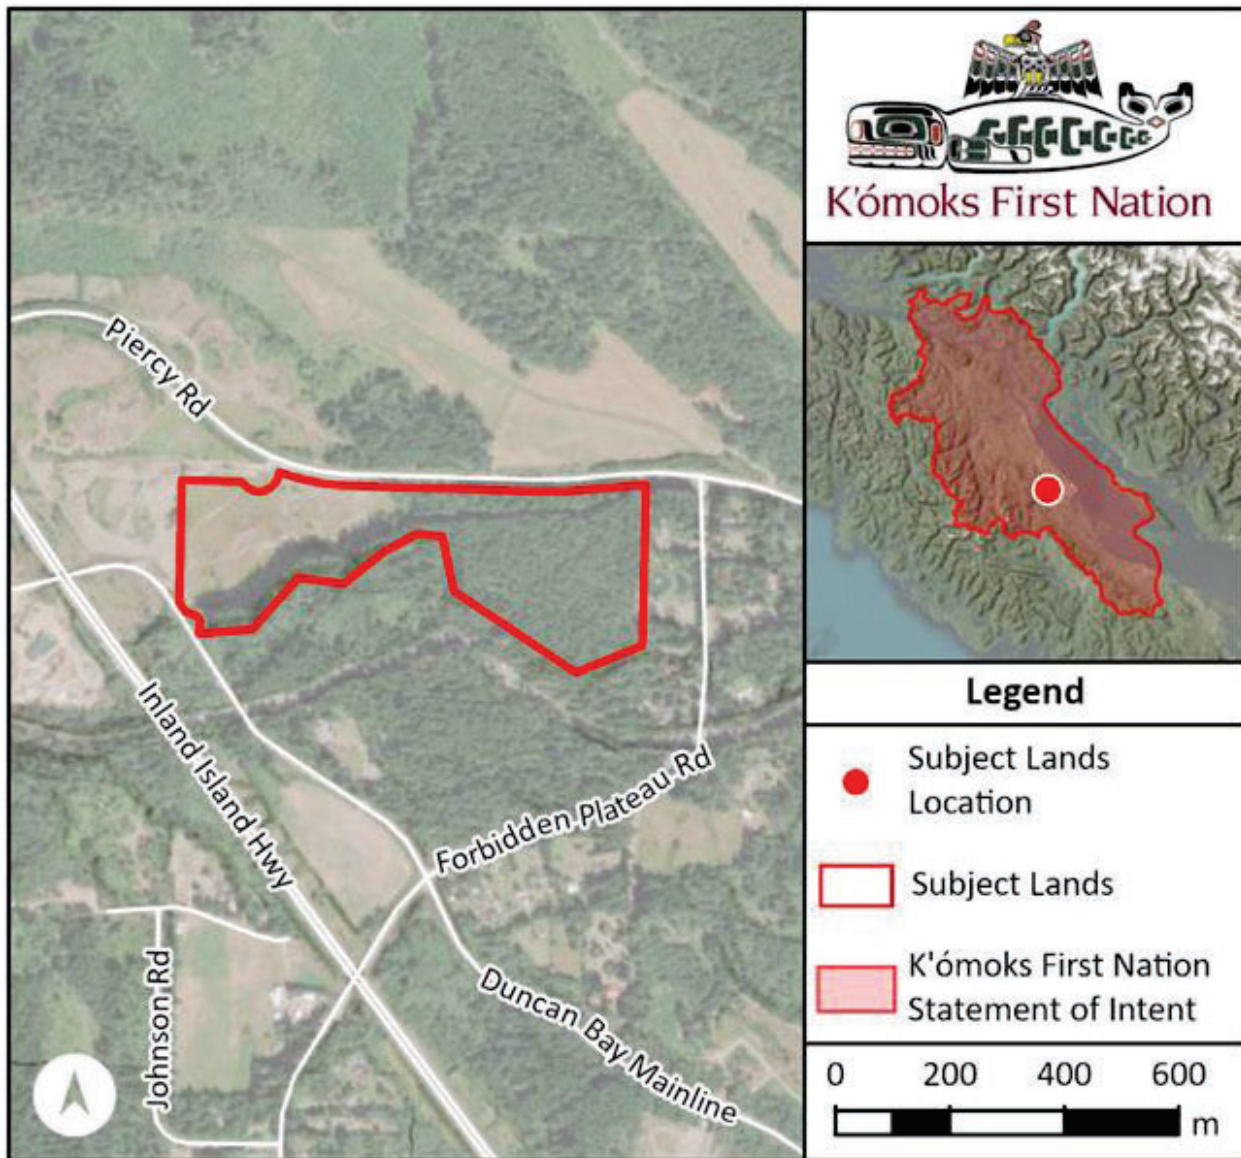 K'ómoks First Nation
Piercy Rd
Inland Island Hwy
Forbidden Plateau Rd
Johnson Rd
Duncan Bay Mainline
Legend
Subject Lands
Location
Subject Lands
K'ómoks First Nation
Statement of Intent
0 200 400 600
m